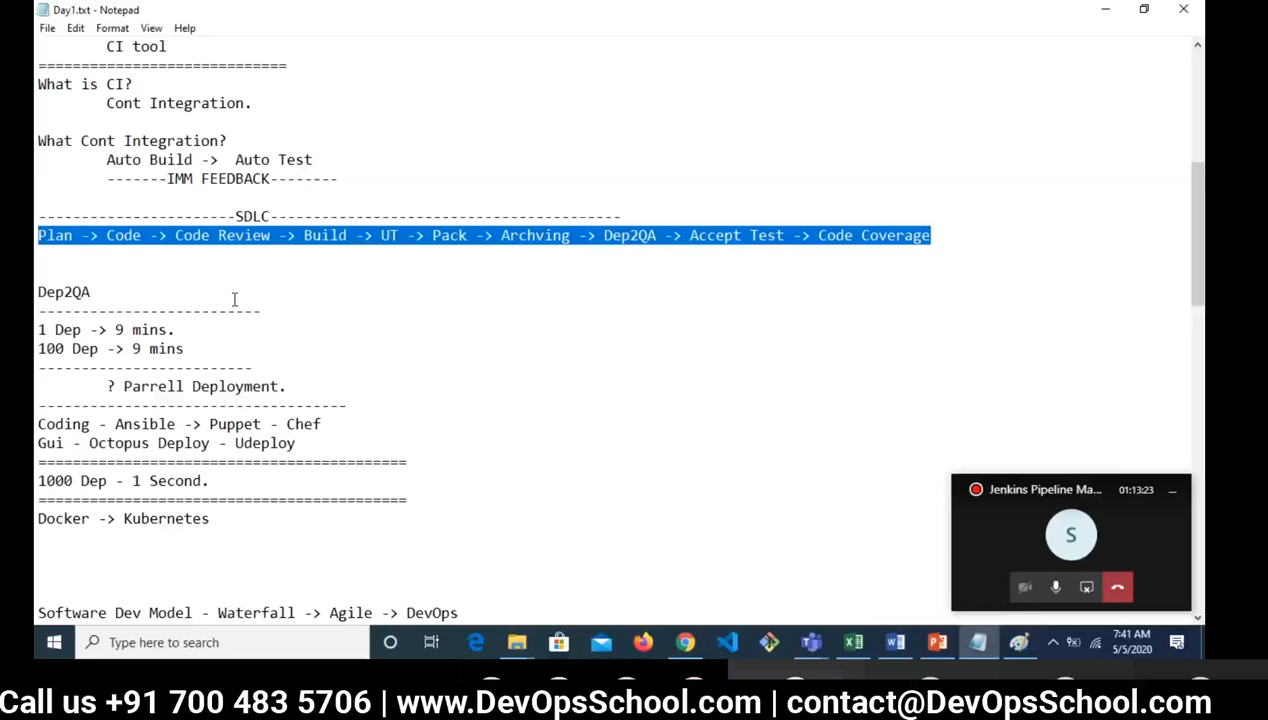 Day1.txt - Notepad
File Edit Format View Help
CI tool
=============================
What is CI?
Cont Integration.
What Cont Integration?
Auto Build -> Auto Test
-------IMM FEEDBACK--------
-----------------------SDLC-----------------------------------------
Plan -> Code -> Code Review -> Build -> UT -> Pack -> Archving -> Dep2QA -> Accept Test -> Code Coverage
Dep2QA
--------------------------
1 Dep -> 9 mins.
100 Dep -> 9 mins
-------------------------
? Parrell Deployment.
------------------------------------
Coding - Ansible -> Puppet - Chef
Gui - Octopus Deploy - Udeploy
===========================================
1000 Dep - 1 Second.
===========================================
Docker -> Kubernetes
Software Dev Model - Waterfall -> Agile -> DevOps
Jenkins Pipeline Ma... 01:13:23
S
Type here to search
7:41 AM
5/5/2020
Call us +91 700 483 5706 | www.DevOpsSchool.com | contact@DevOpsSchool.com